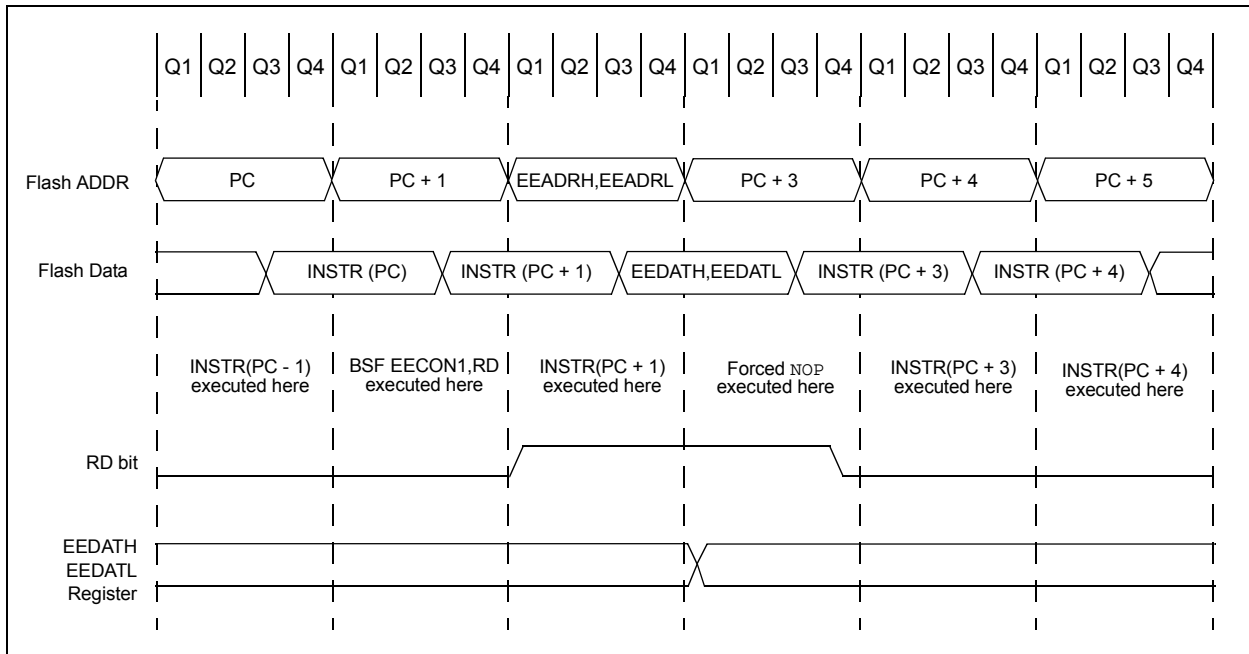 Q1 Q2 Q3 Q4 Q1 Q2 Q3 Q4 Q1 Q2 Q3 Q4 Q1 Q2 Q3 Q4 Q1 Q2 Q3 Q4 Q1 Q2 Q3 Q4
Flash ADDR PC PC + 1 EEADRH,EEADRL PC + 3 PC + 4 PC + 5
Flash Data INSTR (PC) INSTR (PC + 1) EEDATH,EEDATL INSTR (PC + 3) INSTR (PC + 4)
INSTR(PC - 1) BSF EECON1,RD INSTR(PC + 1) Forced NOP INSTR(PC + 3) INSTR(PC + 4)
executed here executed here executed here executed here executed here executed here
RD bit
EEDATH
EEDATL
Register